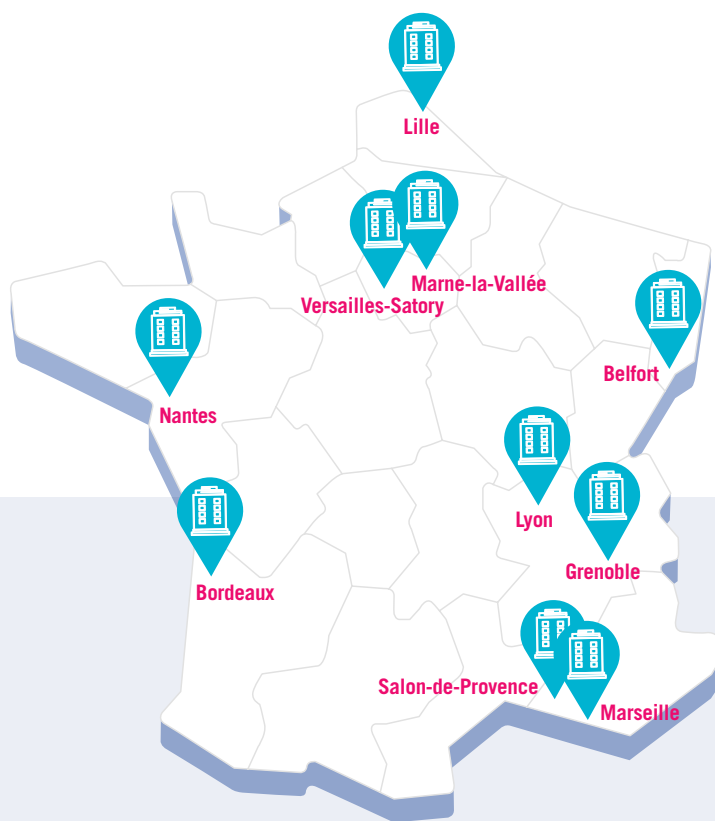 Lille
Marne-la-Vallée
Versailles-Satory
Belfort
Nantes
Lyon
Grenoble
Bordeaux
Salon-de-Provence
Marseille